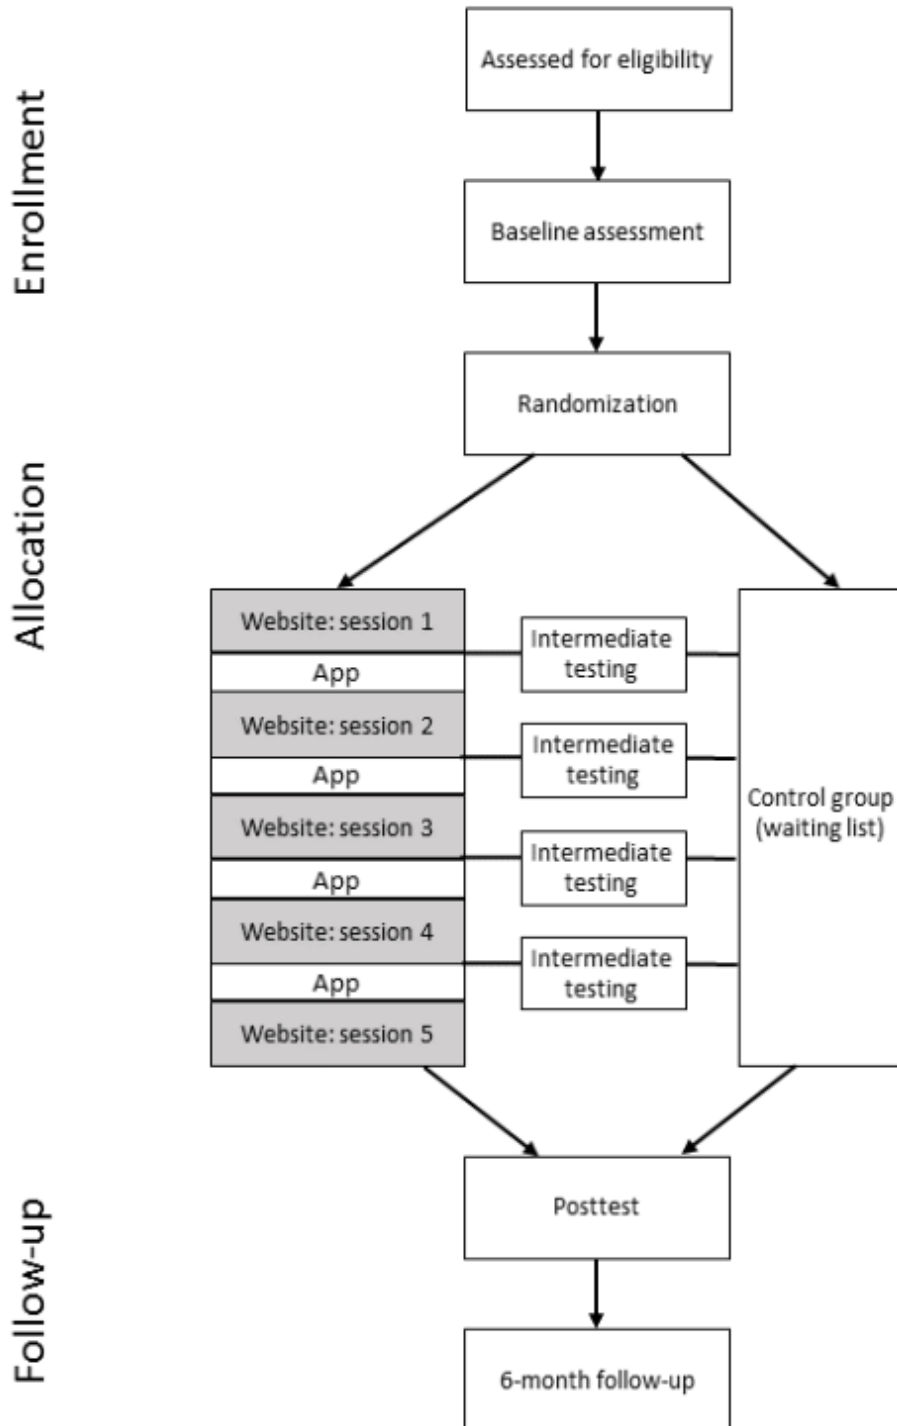 Enrollment
Assessed for eligibility
Baseline assessment
Randomization
Allocation
Website: session 1
App
Website: session 2
App
Website: session 3
App
Website: session 4
App
Website: session 5
Intermediate
testing
Intermediate
testing
Intermediate
testing
Intermediate
testing
Control group
(waiting list)
Follow-up
Posttest
6-month follow-up